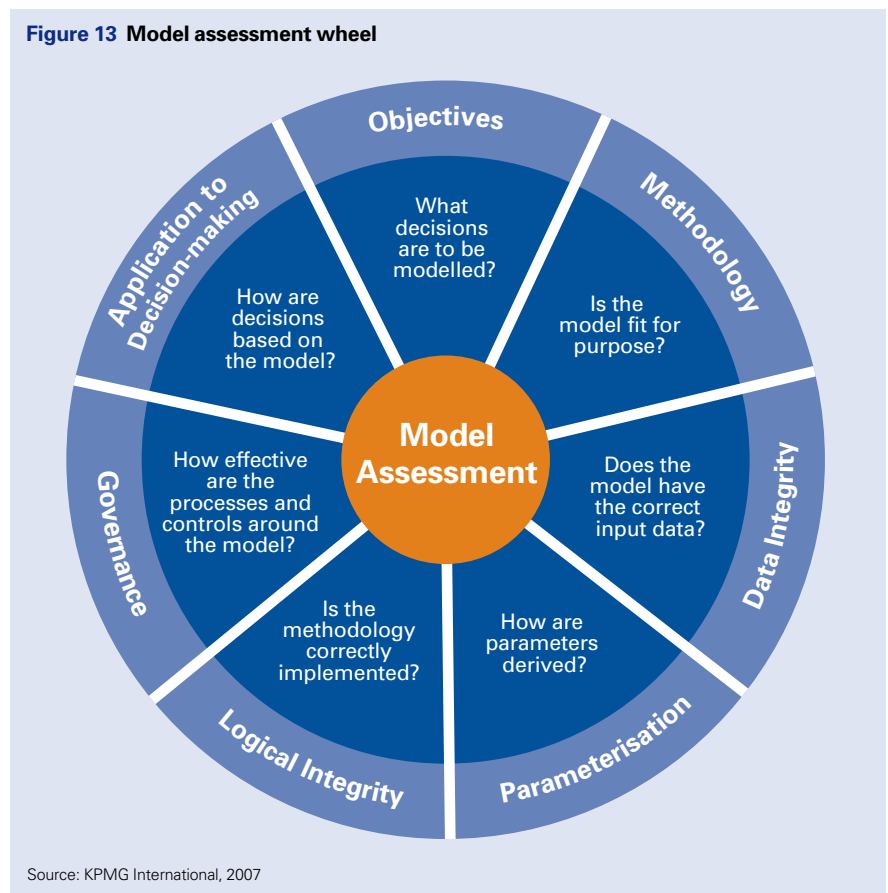 Figure 13 Model assessment wheel
Objectives
What
decisions
are to be
modelled?
Methodology
Is the
model fit for
purpose?
Data Integrity
Does the
model have
the correct
input data?
Parameterisation
How are
parameters
derived?
Logical Integrity
Is the
methodology
correctly
implemented?
Governance
How effective
are the
processes and
controls around
the model?
Application to
Decision-making
How are
decisions
based on
the model?
Model
Assessment
Source: KPMG International, 2007